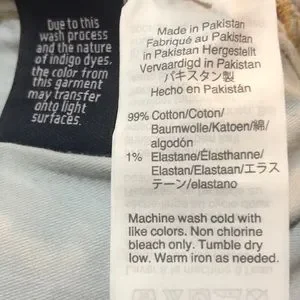 Due to this
wash process
and the nature
of indigo dyes.
the color from
this garment
may transfer
onto light
surfaces.
Made in Pakistan
Fabriqué au Pakistan
in Pakistan Hergestellt
Vervaardigd in Pakistan
パキスタン製
Hecho en Pakistán
99% Cotton/Coton/
Baumwolle/Katoen/綿/
algodón
1% Elastane/Élasthanne/
Elastan/Elastaan/エラス
テーン/elastano
Machine wash cold with
like colors. Non chlorine
bleach only. Tumble dry
low. Warm iron as needed.